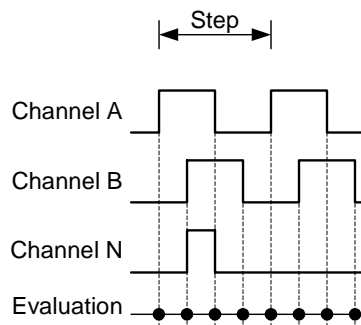 Step
Channel A
Channel B
Channel N
Evaluation